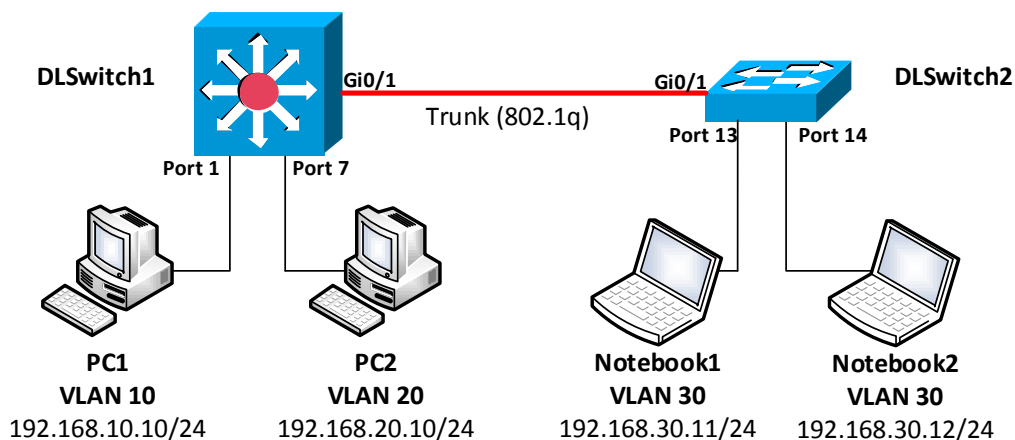 DLSwitch1
Gi0/1
Gi0/1
DLSwitch2
Trunk (802.1q)
Port 1
Port 7
Port 13
Port 14
PC1
VLAN 10
192.168.10.10/24
PC2
VLAN 20
192.168.20.10/24
Notebook1
VLAN 30
192.168.30.11/24
Notebook2
VLAN 30
192.168.30.12/24